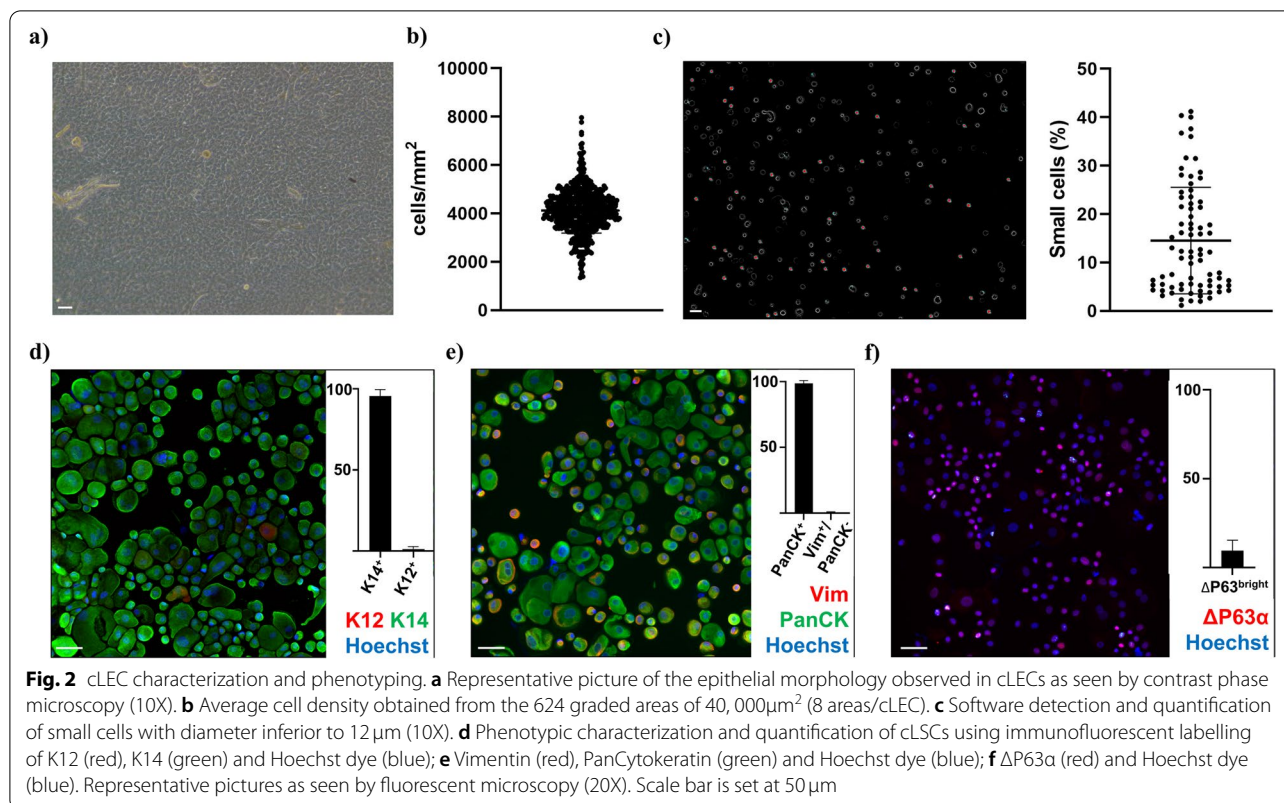 a)
b)
c)
10000
8000
6000
4000
2000
0
cells/mm²
50
40
30
20
10
0
Small cells (%)
d)
e)
f)
100
50
K14⁺
K12⁺
K12 K14
Hoechst
100
50
PanCK⁺
Vim⁺/
PanCK⁻
Vim
PanCK
Hoechst
100
50
ΔP63ᵇʳⁱᵍʰᵗ
ΔP63α
Hoechst
Fig. 2 cLEC characterization and phenotyping. a Representative picture of the epithelial morphology observed in cLECs as seen by contrast phase
microscopy (10X). b Average cell density obtained from the 624 graded areas of 40, 000μm² (8 areas/cLEC). c Software detection and quantification
of small cells with diameter inferior to 12 μm (10X). d Phenotypic characterization and quantification of cLSCs using immunofluorescent labelling
of K12 (red), K14 (green) and Hoechst dye (blue); e Vimentin (red), PanCytokeratin (green) and Hoechst dye (blue); f ΔP63α (red) and Hoechst dye
(blue). Representative pictures as seen by fluorescent microscopy (20X). Scale bar is set at 50 μm